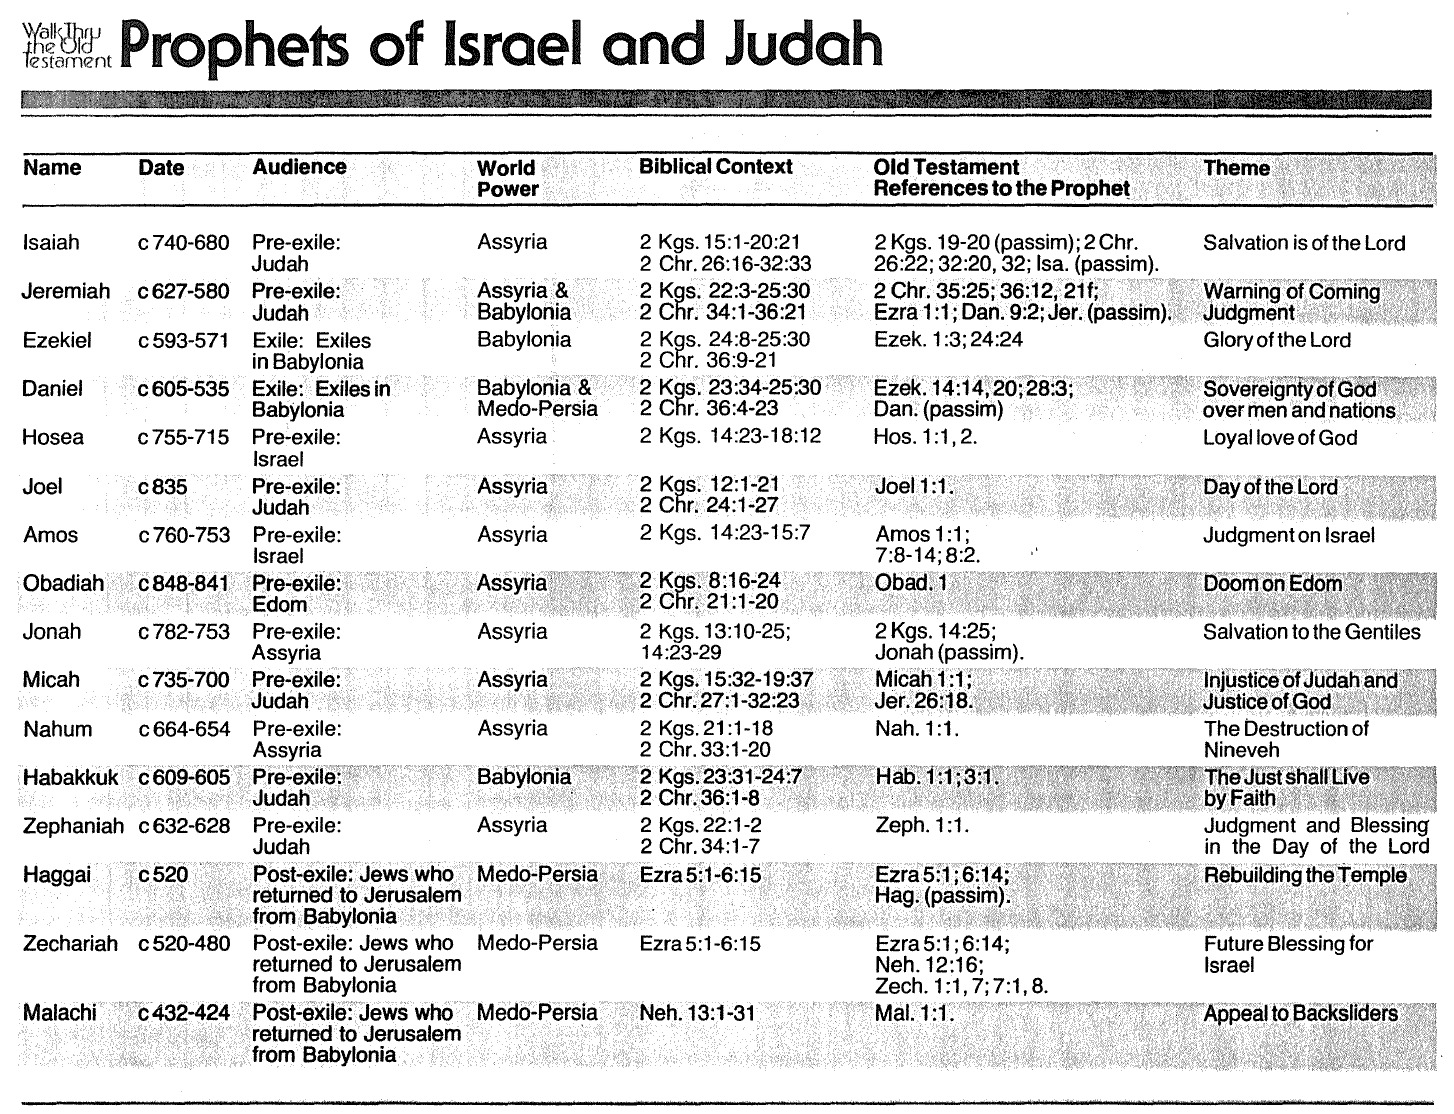 Walk Thru
the Old
Testament
Prophets of Israel and Judah
Name Date Audience World Biblical Context Old Testament Theme
Power References to the Prophet
Isaiah c 740-680 Pre-exile: Assyria 2 Kgs. 15:1-20:21 2 Kgs. 19-20 (passim); 2 Chr. Salvation is of the Lord
Judah 2 Chr. 26:16-32:33 26:22; 32:20, 32; Isa. (passim).
Jeremiah c 627-580 Pre-exile: Assyria & 2 Kgs. 22:3-25:30 2 Chr. 35:25; 36:12, 21f; Warning of Coming
Judah Babylonia 2 Chr. 34:1-36:21 Ezra 1:1; Dan. 9:2; Jer. (passim). Judgment
Ezekiel c 593-571 Exile: Exiles Babylonia 2 Kgs. 24:8-25:30 Ezek. 1:3; 24:24 Glory of the Lord
in Babylonia 2 Chr. 36:9-21
Daniel c 605-535 Exile: Exiles in Babylonia & 2 Kgs. 23:34-25:30 Ezek. 14:14, 20; 28:3; Sovereignty of God
Babylonia Medo-Persia 2 Chr. 36:4-23 Dan. (passim) over men and nations
Hosea c 755-715 Pre-exile: Assyria 2 Kgs. 14:23-18:12 Hos. 1:1, 2. Loyal love of God
Israel
Joel c 835 Pre-exile: Assyria 2 Kgs. 12:1-21 Joel 1:1. Day of the Lord
Judah 2 Chr. 24:1-27
Amos c 760-753 Pre-exile: Assyria 2 Kgs. 14:23-15:7 Amos 1:1; Judgment on Israel
Israel 7:8-14; 8:2.
Obadiah c 848-841 Pre-exile: Assyria 2 Kgs. 8:16-24 Obad. 1 Doom on Edom
Edom 2 Chr. 21:1-20
Jonah c 782-753 Pre-exile: Assyria 2 Kgs. 13:10-25; 2 Kgs. 14:25; Salvation to the Gentiles
Assyria 14:23-29 Jonah (passim).
Micah c 735-700 Pre-exile: Assyria 2 Kgs. 15:32-19:37 Micah 1:1; Injustice of Judah and
Judah 2 Chr. 27:1-32:23 Jer. 26:18. Justice of God
Nahum c 664-654 Pre-exile: Assyria 2 Kgs. 21:1-18 Nah. 1:1. The Destruction of
Assyria 2 Chr. 33:1-20 Nineveh
Habakkuk c 609-605 Pre-exile: Babylonia 2 Kgs. 23:31-24:7 Hab. 1:1; 3:1. The Just shall Live
Judah 2 Chr. 36:1-8 by Faith
Zephaniah c 632-628 Pre-exile: Assyria 2 Kgs. 22:1-2 Zeph. 1:1. Judgment and Blessing
Judah 2 Chr. 34:1-7 in the Day of the Lord
Haggai c 520 Post-exile: Jews who Medo-Persia Ezra 5:1-6:15 Ezra 5:1; 6:14; Rebuilding the Temple
returned to Jerusalem Hag. (passim).
from Babylonia
Zechariah c 520-480 Post-exile: Jews who Medo-Persia Ezra 5:1-6:15 Ezra 5:1; 6:14; Future Blessing for
returned to Jerusalem Neh. 12:16; Israel
from Babylonia Zech. 1:1, 7; 7:1, 8.
Malachi c 432-424 Post-exile: Jews who Medo-Persia Neh. 13:1-31 Mal. 1:1. Appeal to Backsliders
returned to Jerusalem
from Babylonia